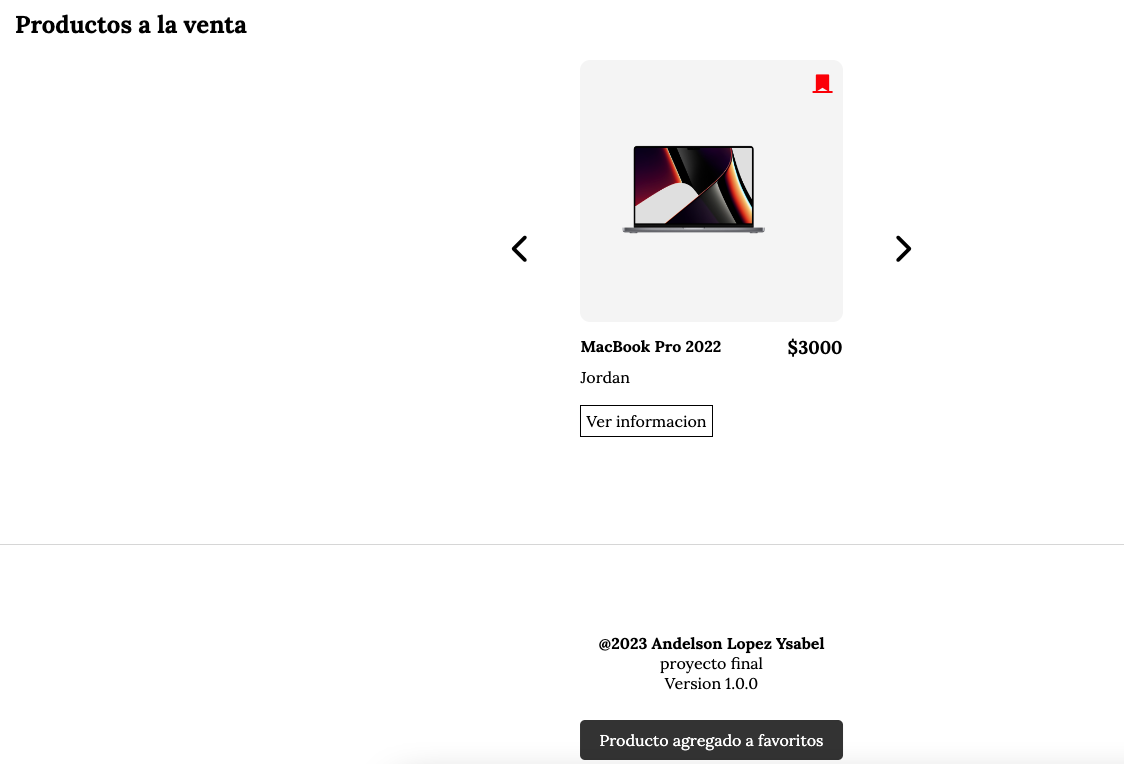 Productos a la venta
MacBook Pro 2022 $3000
Jordan
Ver informacion
@2023 Andelson Lopez Ysabel
proyecto final
Version 1.0.0
Producto agregado a favoritos